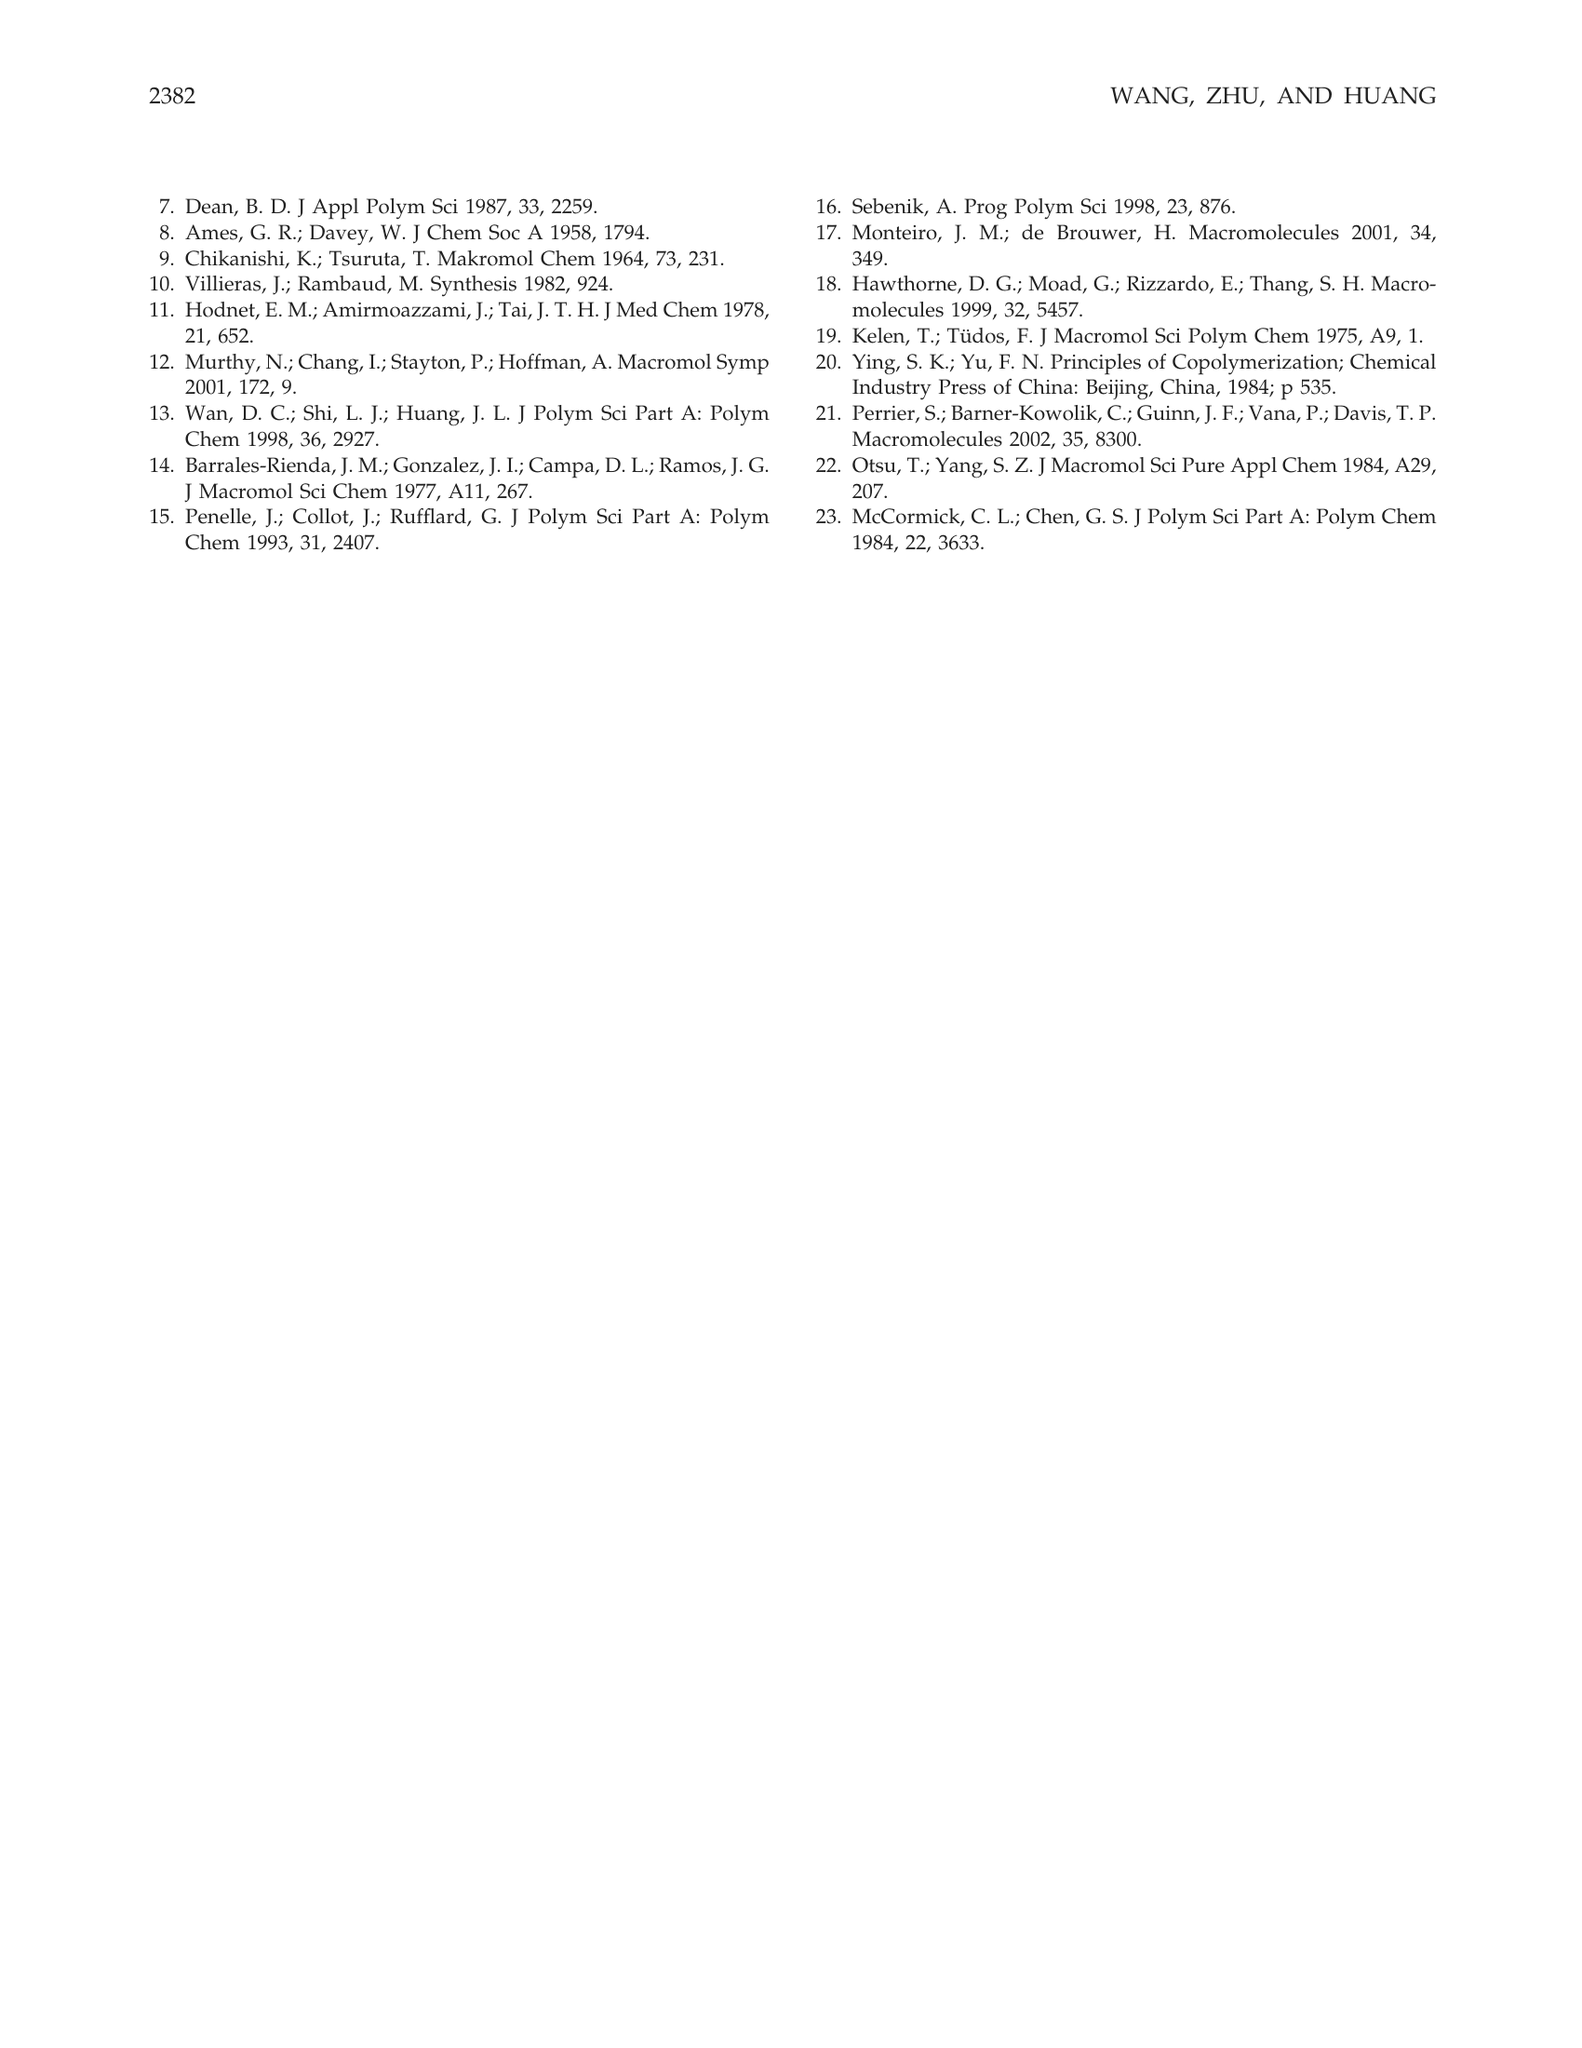 2382
WANG, ZHU, AND HUANG
7. Dean, B. D. J Appl Polym Sci 1987, 33, 2259.
8. Ames, G. R.; Davey, W. J Chem Soc A 1958, 1794.
9. Chikanishi, K.; Tsuruta, T. Makromol Chem 1964, 73, 231.
10. Villieras, J.; Rambaud, M. Synthesis 1982, 924.
11. Hodnet, E. M.; Amirmoazzami, J.; Tai, J. T. H. J Med Chem 1978,
21, 652.
12. Murthy, N.; Chang, I.; Stayton, P.; Hoffman, A. Macromol Symp
2001, 172, 9.
13. Wan, D. C.; Shi, L. J.; Huang, J. L. J Polym Sci Part A: Polym
Chem 1998, 36, 2927.
14. Barrales-Rienda, J. M.; Gonzalez, J. I.; Campa, D. L.; Ramos, J. G.
J Macromol Sci Chem 1977, A11, 267.
15. Penelle, J.; Collot, J.; Rufflard, G. J Polym Sci Part A: Polym
Chem 1993, 31, 2407.
16. Sebenik, A. Prog Polym Sci 1998, 23, 876.
17. Monteiro, J. M.; de Brouwer, H. Macromolecules 2001, 34,
349.
18. Hawthorne, D. G.; Moad, G.; Rizzardo, E.; Thang, S. H. Macro-
molecules 1999, 32, 5457.
19. Kelen, T.; Tüdos, F. J Macromol Sci Polym Chem 1975, A9, 1.
20. Ying, S. K.; Yu, F. N. Principles of Copolymerization; Chemical
Industry Press of China: Beijing, China, 1984; p 535.
21. Perrier, S.; Barner-Kowolik, C.; Guinn, J. F.; Vana, P.; Davis, T. P.
Macromolecules 2002, 35, 8300.
22. Otsu, T.; Yang, S. Z. J Macromol Sci Pure Appl Chem 1984, A29,
207.
23. McCormick, C. L.; Chen, G. S. J Polym Sci Part A: Polym Chem
1984, 22, 3633.